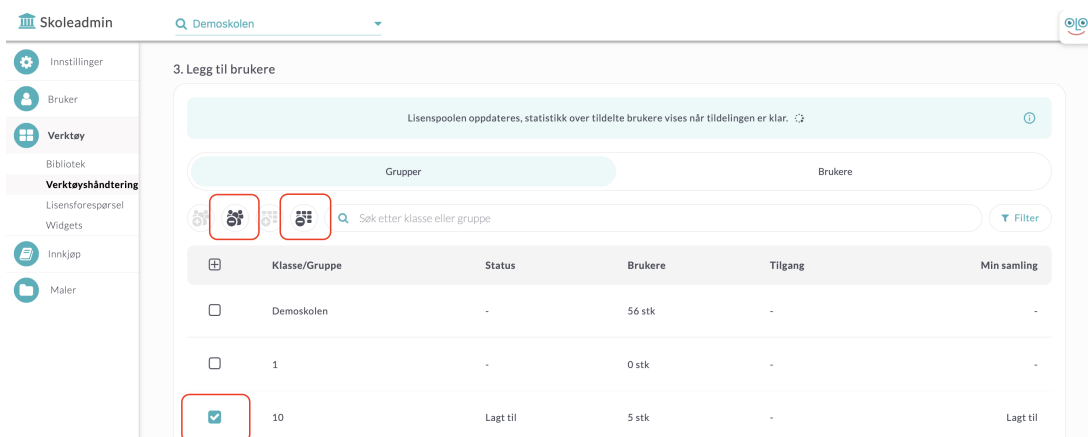 Skoleadmin
Demoskolen
Innstillinger
Bruker
Verktøy
Bibliotek
Verktøyshåndtering
Lisensforespørsel
Widgets
Innkjøp
Maler
3. Legg til brukere
Lisenspoolen oppdateres, statistikk over tildelte brukere vises når tildelingen er klar.
Grupper Brukere
Søk etter klasse eller gruppe Filter
Klasse/Gruppe Status Brukere Tilgang Min samling
Demoskolen - 56 stk - -
1 - 0 stk - -
10 Lagt til 5 stk - Lagt til